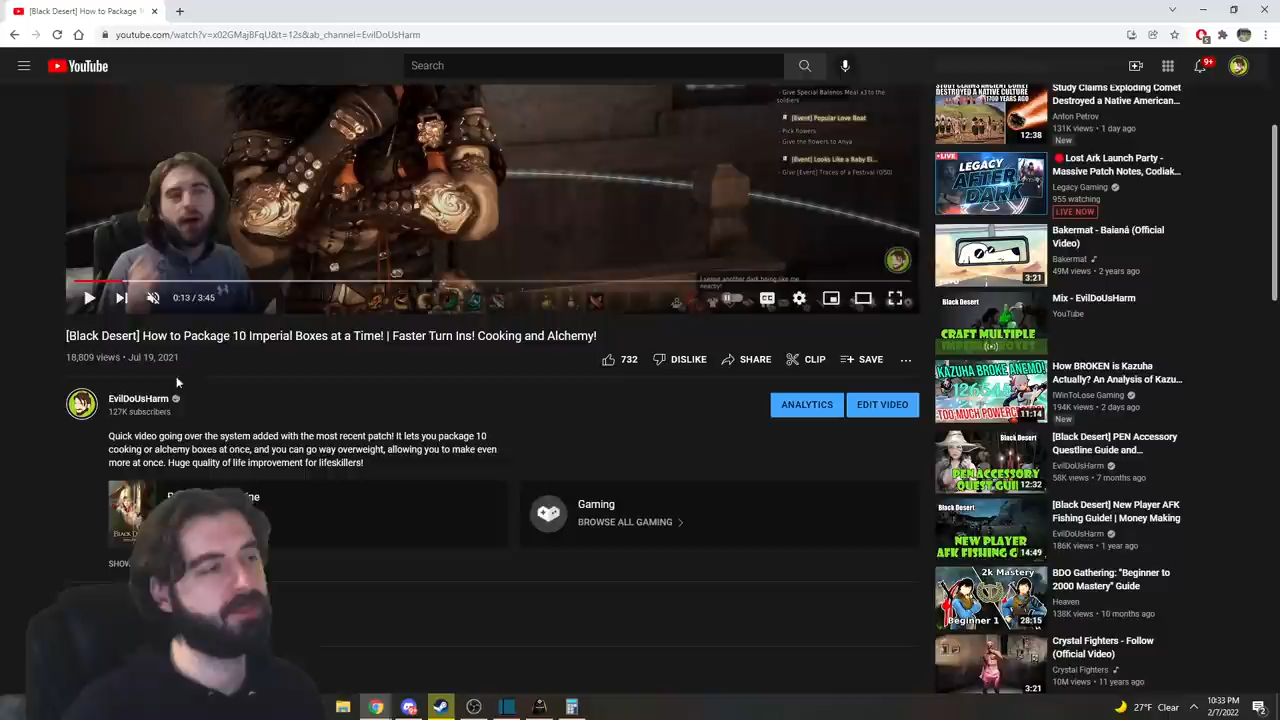 [Black Desert] How to Package 1
youtube.com/watch?v=x02GMajBFqU&t=12s&ab_channel=EvilDoUsHarm
5
YouTube
Search
9+
- Give Special Balenos Meal x3 to the
soldiers
[Event] Popular Love Boat
- Pick flowers
- Give the flowers to Anya
[Event] Looks Like a Baby El...
- Give [Event] Traces of a Festival (0/50)
0:13 / 3:45
CC
[Black Desert] How to Package 10 Imperial Boxes at a Time! | Faster Turn Ins! Cooking and Alchemy!
18,809 views • Jul 19, 2021
732
DISLIKE
SHARE
CLIP
SAVE
EvilDoUsHarm
127K subscribers
ANALYTICS
EDIT VIDEO
Quick video going over the system added with the most recent patch! It lets you package 10
cooking or alchemy boxes at once, and you can go way overweight, allowing you to make even
more at once. Huge quality of life improvement for lifeskillers!
Gaming
BROWSE ALL GAMING
SHOW
12:38
Study Claims Exploding Comet
Destroyed a Native American...
Anton Petrov
131K views • 1 day ago
New
LIVE
LEGACY
AFTER
DARK
Lost Ark Launch Party -
Massive Patch Notes, Codiak...
Legacy Gaming
955 watching
LIVE NOW
3:21
Bakermat - Baianá (Official
Video)
Bakermat
49M views • 2 years ago
Black Desert
CRAFT MULTIPLE
Mix - EvilDoUsHarm
YouTube
KAZUHA BROKE ANEMO!
TOO MUCH POWERCREEP
11:14
How BROKEN is Kazuha
Actually? An Analysis of Kazu...
IWinToLose Gaming
194K views • 2 days ago
New
Black Desert
PEN ACCESSORY
QUEST GUIDE
12:32
[Black Desert] PEN Accessory
Questline Guide and...
EvilDoUsHarm
58K views • 7 months ago
Black Desert
NEW PLAYER
AFK FISHING G
14:49
[Black Desert] New Player AFK
Fishing Guide! | Money Making
EvilDoUsHarm
186K views • 1 year ago
2k Mastery
Beginner 1
28:15
BDO Gathering: "Beginner to
2000 Mastery" Guide
Heaven
138K views • 10 months ago
3:21
Crystal Fighters - Follow
(Official Video)
Crystal Fighters
10M views • 11 years ago
27°F Clear
10:33 PM
2/7/2022